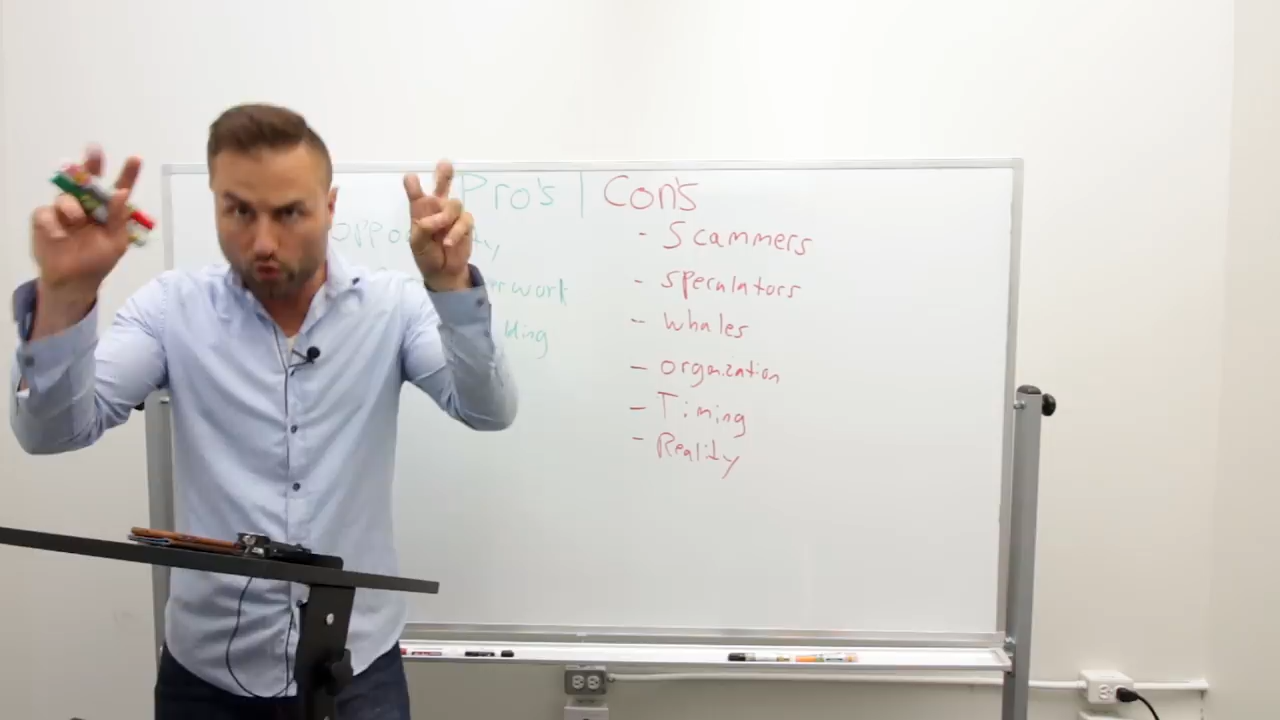 Pro's | Con's
- Scammers
- speculators
- whales
- organization
- Timing
- Reality